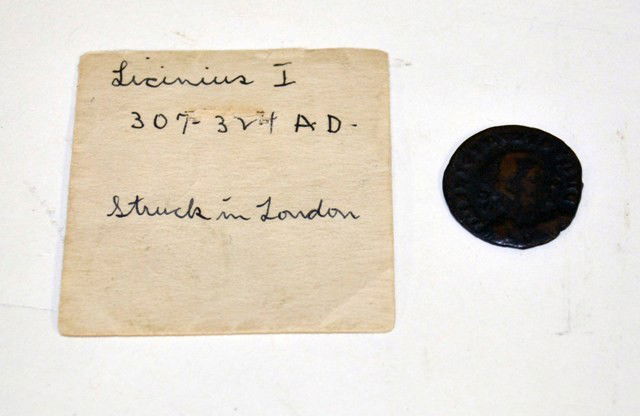 Licinius I
307-324 AD-
Struck in London